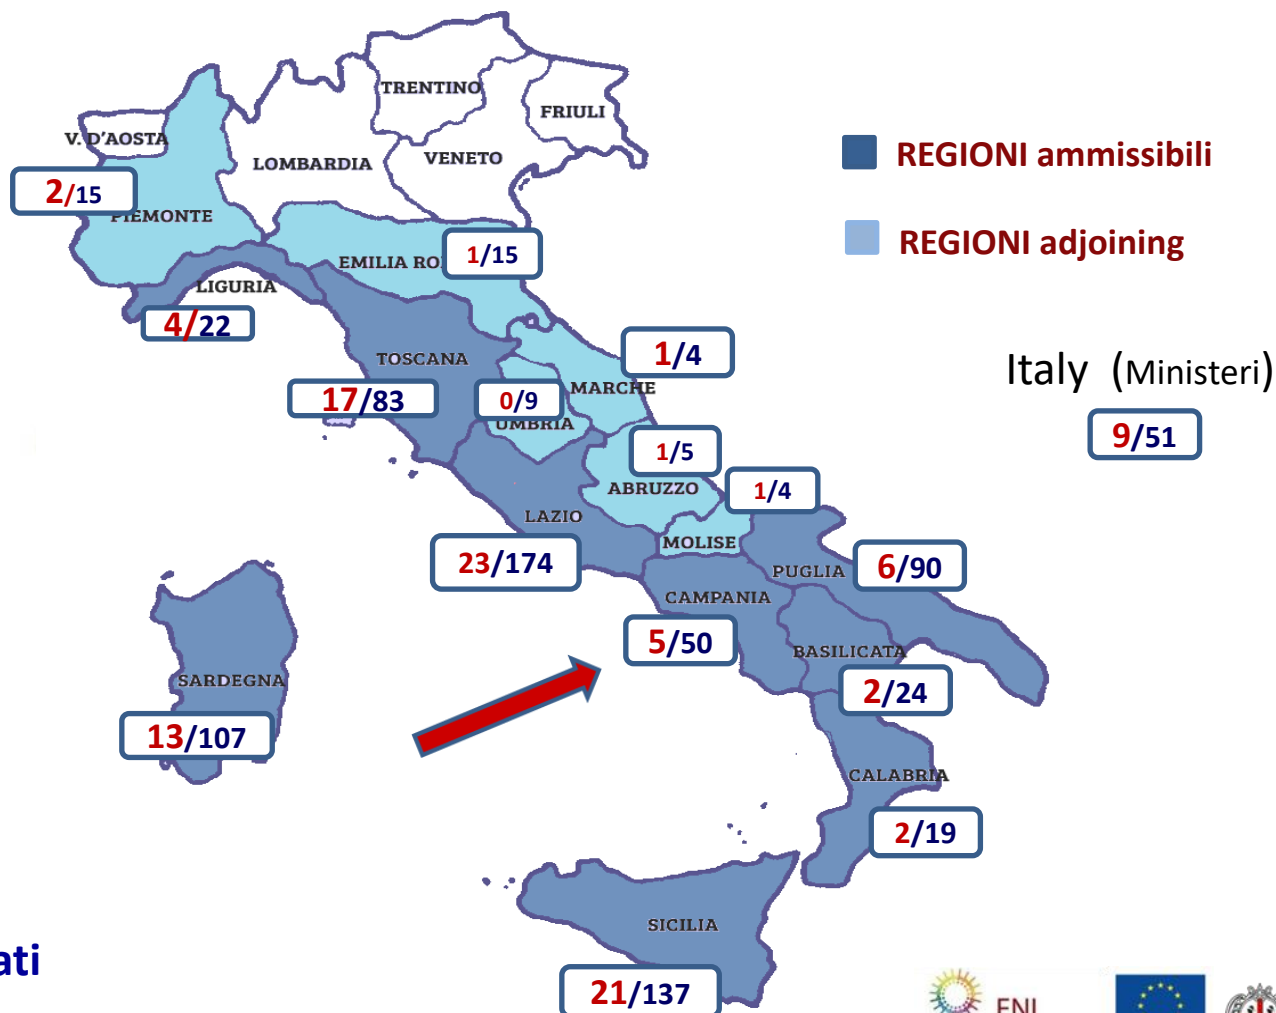 TRENTINO
FRIULI
V. D'AOSTA
LOMBARDIA
VENETO
REGIONI ammissibili
2/15
PIEMONTE
REGIONI adjoining
EMILIA RO
1/15
LIGURIA
4/22
TOSCANA
1/4
Italy (Ministeri)
MARCHE
17/83
0/9
UMBRIA
9/51
1/5
ABRUZZO
1/4
LAZIO
MOLISE
23/174
PUGLIA
6/90
CAMPANIA
5/50
BASILICATA
SARDEGNA
2/24
13/107
CALABRIA
2/19
SICILIA
ati
21/137
ENI